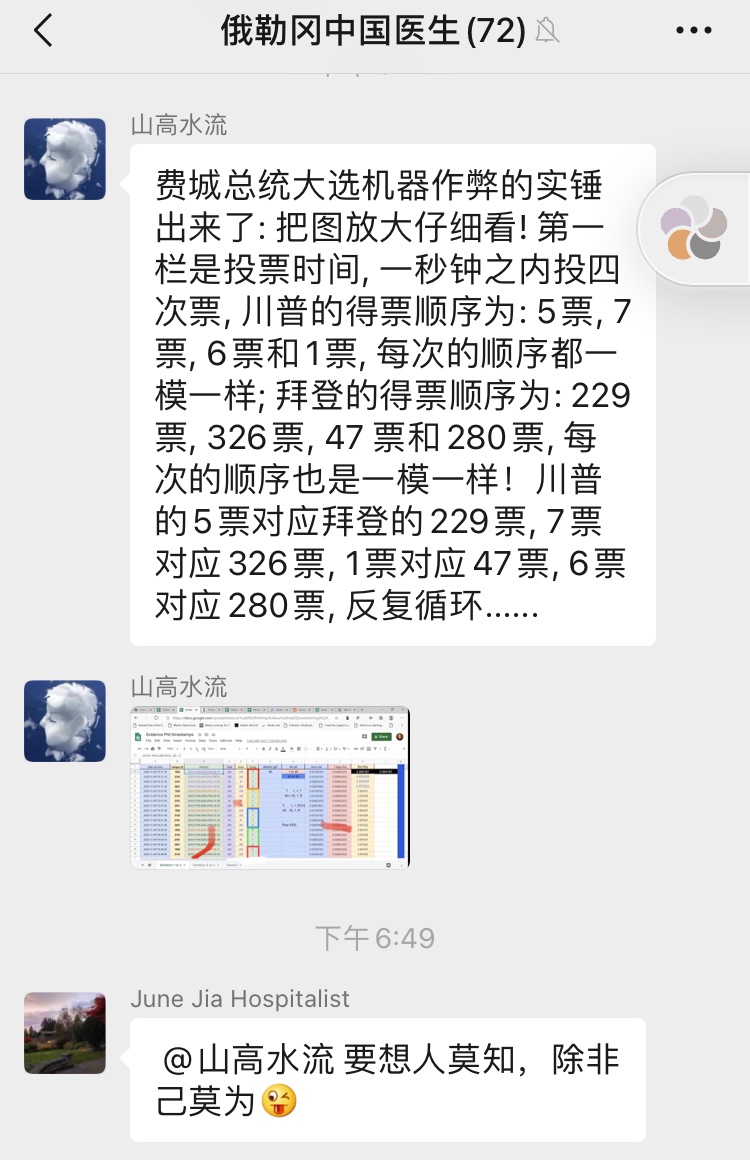 俄勒冈中国医生(72)
山高水流
费城总统大选机器作弊的实锤
出来了: 把图放大仔细看! 第一
栏是投票时间, 一秒钟之内投四
次票, 川普的得票顺序为: 5票, 7
票, 6票和1票, 每次的顺序都一
模一样; 拜登的得票顺序为: 229
票, 326票, 47 票和280票, 每
次的顺序也是一模一样！川普
的5票对应拜登的229票, 7票
对应326票, 1票对应47票, 6票
对应280票, 反复循环……
山高水流
下午6:49
June Jia Hospitalist
@山高水流 要想人莫知，除非
己莫为